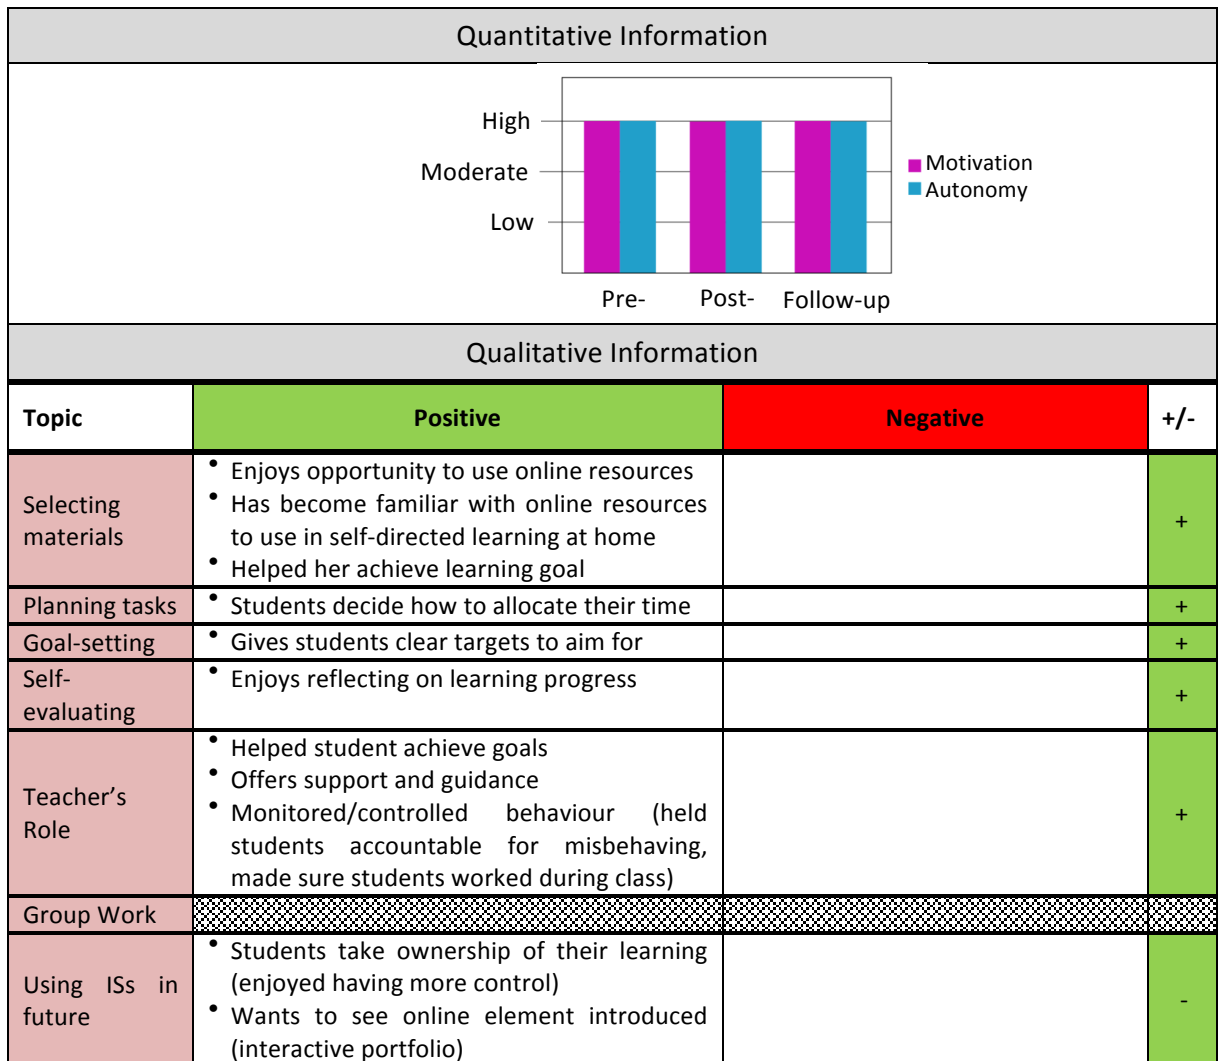 Quantitative Information
High
Moderate
Low
Motivation
Autonomy
Pre-
Post-
Follow-up
Qualitative Information
Topic
Positive
Negative
+/-
Selecting
materials
• Enjoys opportunity to use online resources
• Has become familiar with online resources
to use in self-directed learning at home
• Helped her achieve learning goal
+
Planning tasks
• Students decide how to allocate their time
+
Goal-setting
• Gives students clear targets to aim for
+
Self-
evaluating
• Enjoys reflecting on learning progress
+
Teacher's
Role
• Helped student achieve goals
• Offers support and guidance
• Monitored/controlled behaviour (held
students accountable for misbehaving,
made sure students worked during class)
+
Group Work
Using ISs in
future
• Students take ownership of their learning
(enjoyed having more control)
• Wants to see online element introduced
(interactive portfolio)
-